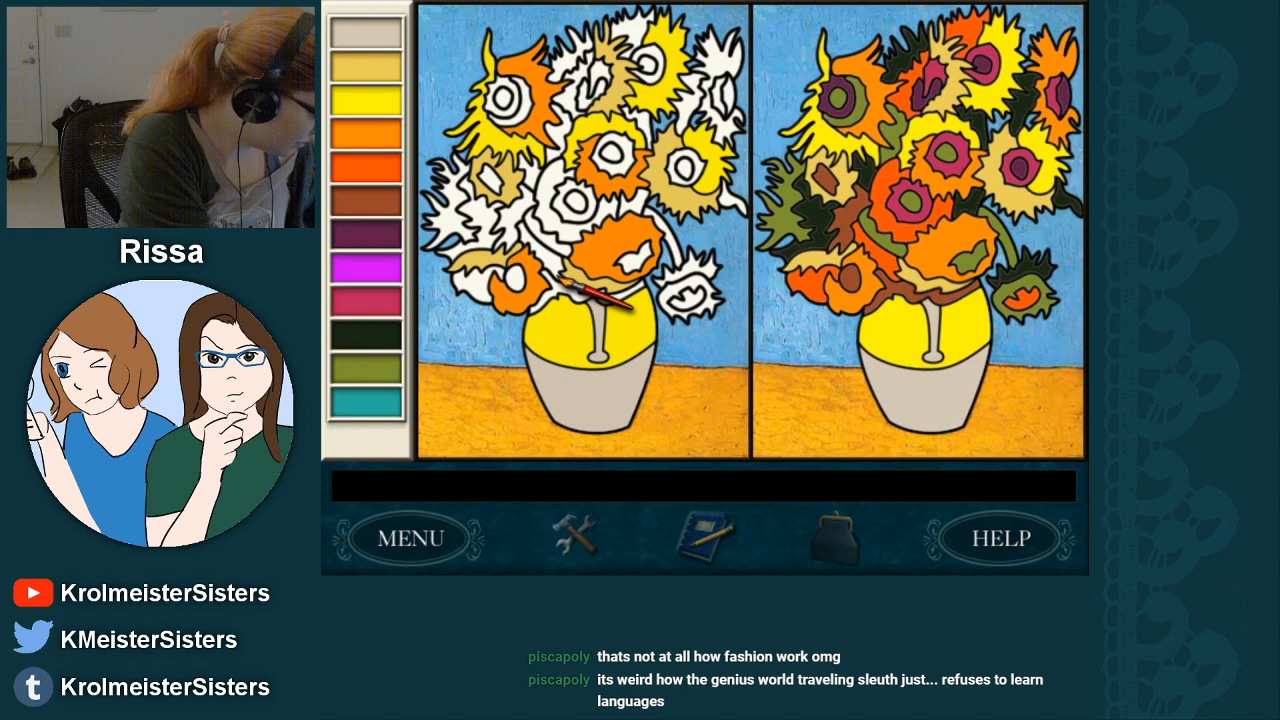 Rissa
KrolmeisterSisters
KMeisterSisters
t KrolmeisterSisters
MENU
HELP
piscapoly thats not at all how fashion work omg
piscapoly its weird how the genius world traveling sleuth just... refuses to learn
languages